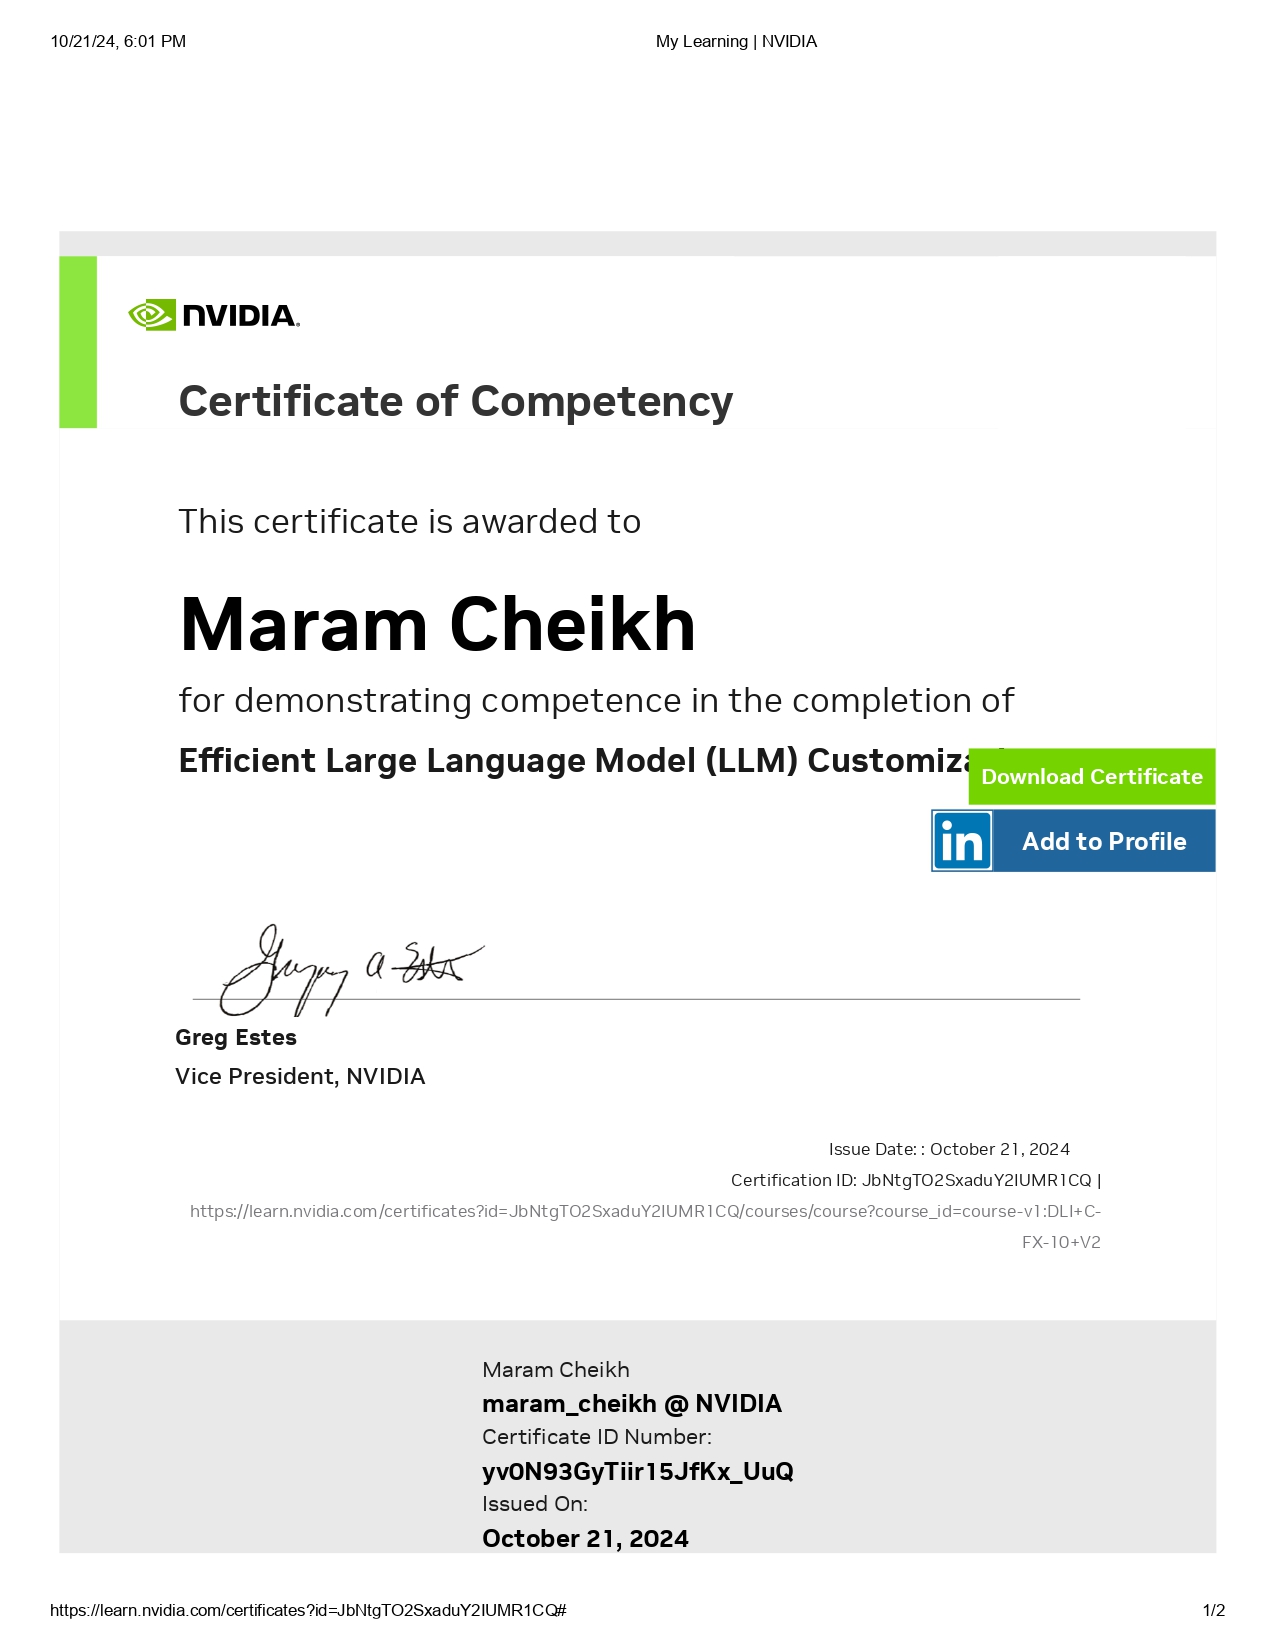 10/21/24, 6:01 PM My Learning | NVIDIA
NVIDIA®
Certificate of Competency
This certificate is awarded to
Maram Cheikh
for demonstrating competence in the completion of
Efficient Large Language Model (LLM)
Download Certificate
in Add to Profile
Greg Estes
Vice President, NVIDIA
Issue Date: : October 21, 2024
Certification ID: JbNtgTO2SxaduY2IUMR1CQ |
https://learn.nvidia.com/certificates?id=JbNtgTO2SxaduY2IUMR1CQ/courses/course?course_id=course-v1:DLI+C-
FX-10+V2
Maram Cheikh
maram_cheikh @ NVIDIA
Certificate ID Number:
yv0N93GyTiir15JfKx_UuQ
Issued On:
October 21, 2024
https://learn.nvidia.com/certificates?id=JbNtgTO2SxaduY2IUMR1CQ# 1/2